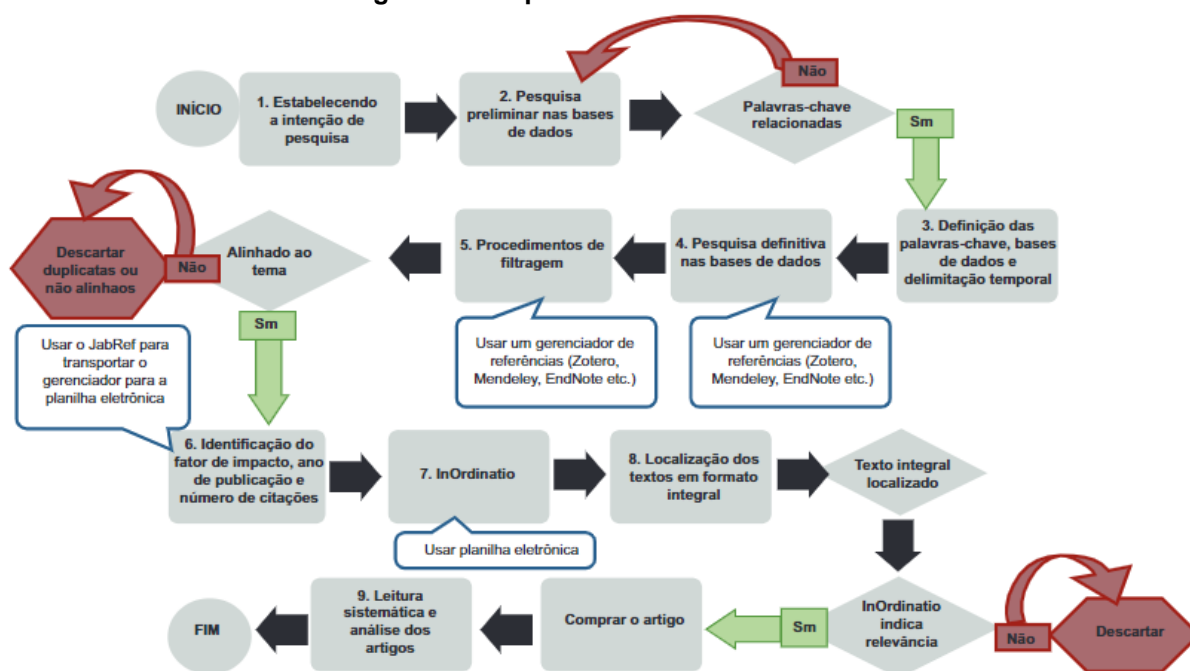 INÍCIO
1. Estabelecendo
a intenção de
pesquisa
2. Pesquisa
preliminar nas bases
de dados
Não
Palavras-chave
relacionadas
Sm
3. Definição das
palavras-chave, bases
de dados e
delimitação temporal
4. Pesquisa definitiva
nas bases de dados
Usar um gerenciador de
referências (Zotero,
Mendeley, EndNote etc.)
5. Procedimentos de
filtragem
Usar um gerenciador de
referências (Zotero,
Mendeley, EndNote etc.)
Alinhado ao
tema
Não
Descartar
duplicatas ou
não alinhaos
Sm
Usar o JabRef para
transportar o
gerenciador para a
planilha eletrônica
6. Identificação do
fator de impacto, ano
de publicação e
número de citações
7. InOrdinatio
Usar planilha eletrônica
8. Localização dos
textos em formato
integral
Texto integral
localizado
InOrdinatio
indica
relevância
Não
Descartar
Sm
Comprar o artigo
9. Leitura
sistemática e
análise dos
artigos
FIM